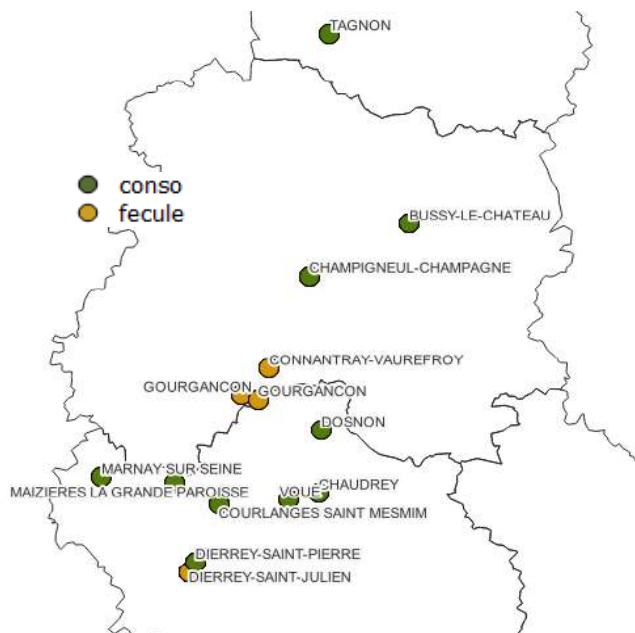 TAGNON
conso
fecule
BUSSY-LE-CHATEAU
CHAMPIGNEUL-CHAMPAGNE
CONNANTRAY-VAUREFROY
GOURGANCON
GOURGANCON
DOSNON
MARNAY SUR SEINE
MAIZIERES LA GRANDE PAROISSE
VOUE
CHAUDREY
COURLANGES SAINT MESMIM
DIERREY-SAINT-PIERRE
DIERREY-SAINT-JULIEN